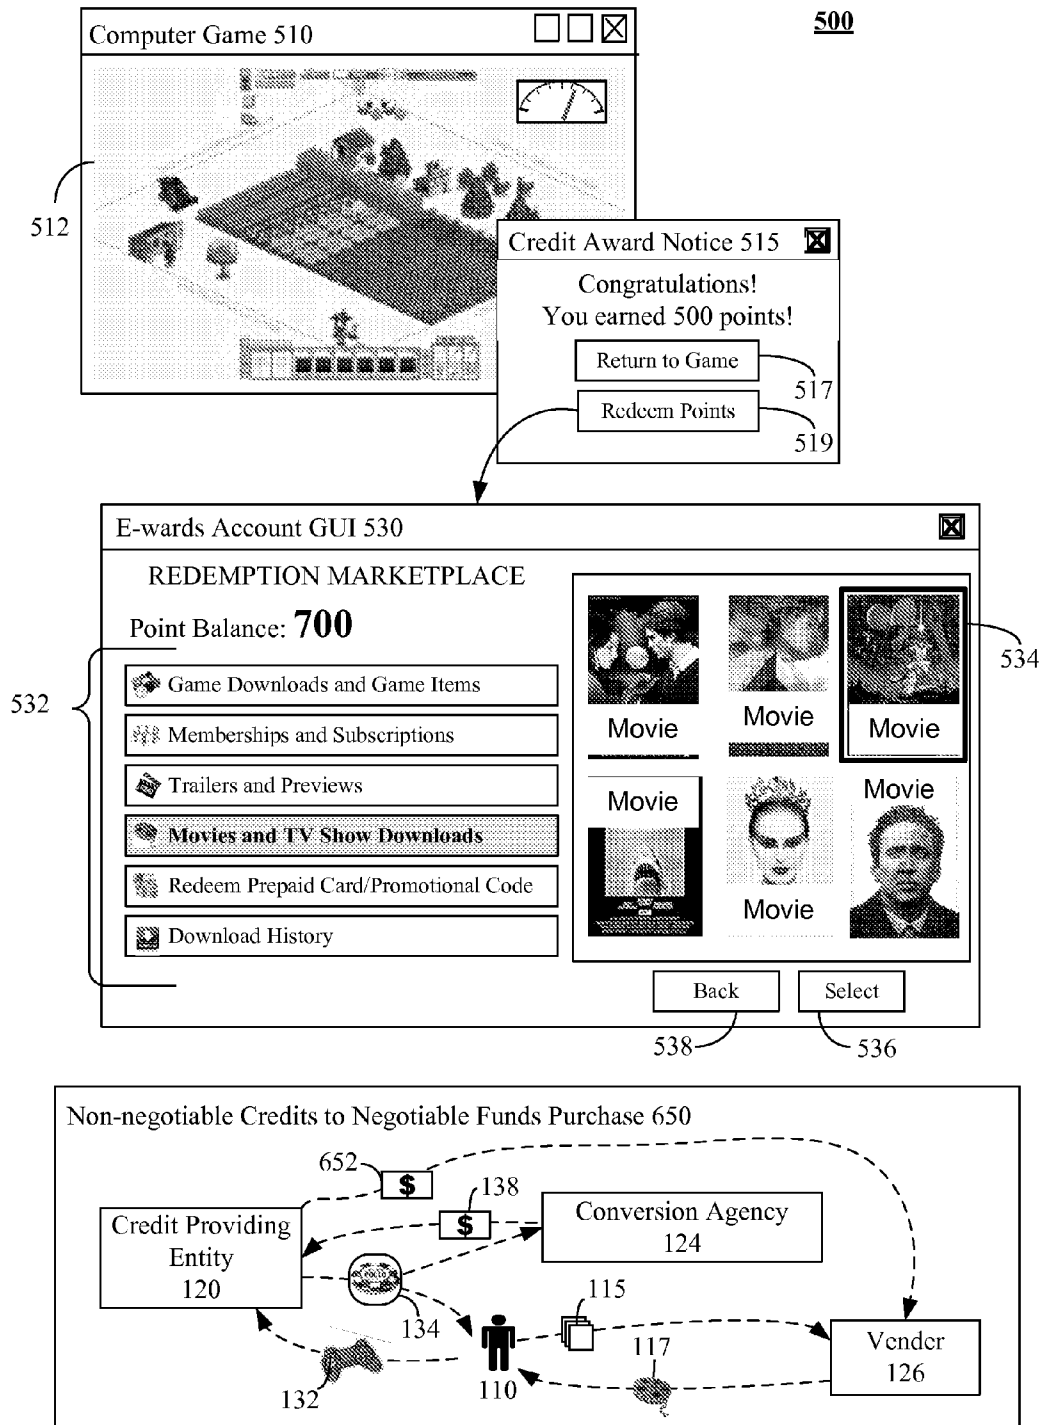 500
Computer Game 510
512
Credit Award Notice 515
Congratulations!
You earned 500 points!
Return to Game
517
Redeem Points
519
E-wards Account GUI 530
REDEMPTION MARKETPLACE
Point Balance: 700
532
Game Downloads and Game Items
Memberships and Subscriptions
Trailers and Previews
Movies and TV Show Downloads
Redeem Prepaid Card/Promotional Code
Download History
Movie
Movie
Movie
534
Movie
Movie
Movie
Back
Select
538
536
Non-negotiable Credits to Negotiable Funds Purchase 650
652
$
138
$
Credit Providing
Entity
120
Conversion Agency
124
134
115
132
110
117
Vender
126